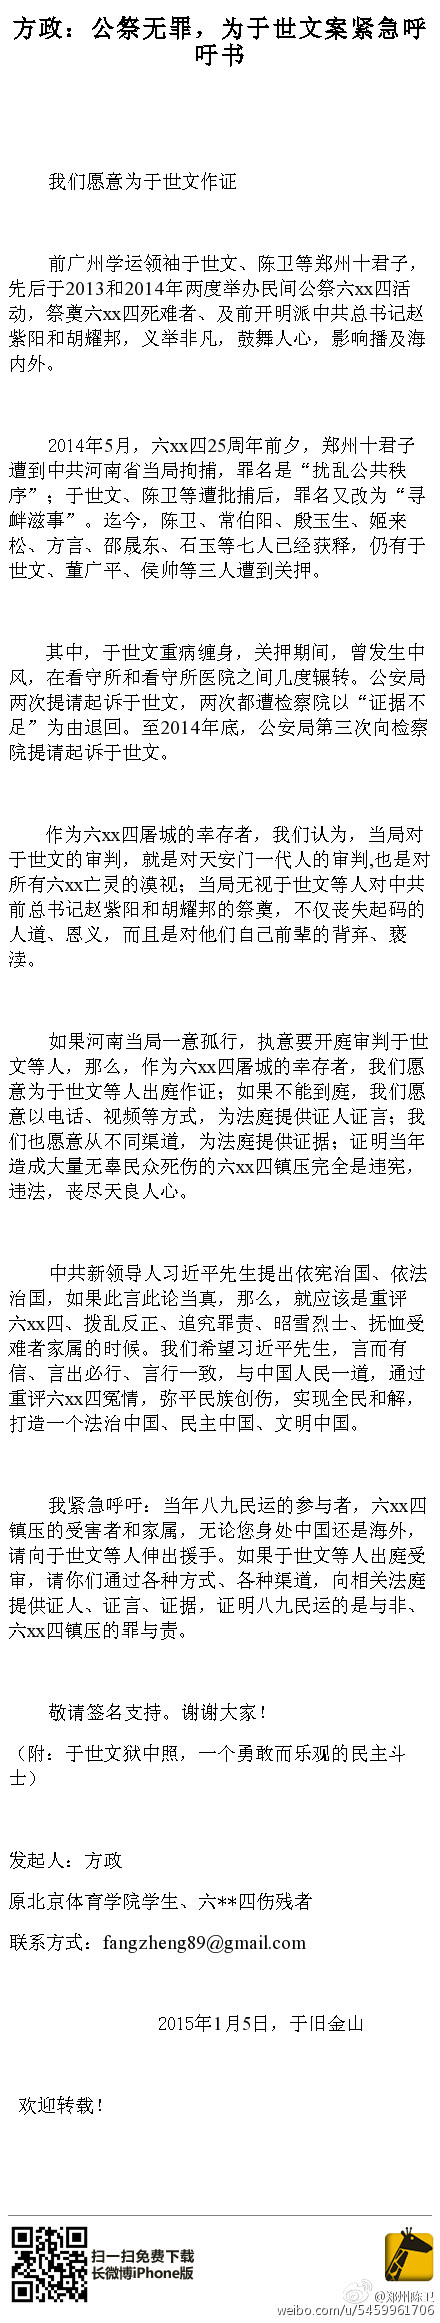 方政：公祭无罪，为于世文案紧急呼
吁书
我们愿意为于世文作证
前广州学运领袖于世文、陈卫等郑州十君子，
先后于2013和2014年两度举办民间公祭六xx四活
动，祭奠六xx四死难者、及前开明派中共总书记赵
紫阳和胡耀邦，义举非凡，鼓舞人心，影响播及海
内外。
2014年5月，六xx四25周年前夕，郑州十君子
遭到中共河南省当局拘捕，罪名是“扰乱公共秩
序”；于世文、陈卫等遭批捕后，罪名又改为“寻
衅滋事”。迄今，陈卫、常伯阳、殷玉生、姬来
松、方言、邵晟东、石玉等七人已经获释，仍有于
世文、董广平、侯帅等三人遭到关押。
其中，于世文重病缠身，关押期间，曾发生中
风，在看守所和看守所医院之间几度辗转。公安局
两次提请起诉于世文，两次都遭检察院以“证据不
足”为由退回。至2014年底，公安局第三次向检察
院提请起诉于世文。
作为六xx四屠城的幸存者，我们认为，当局对
于世文的审判，就是对天安门一代人的审判,也是对
所有六xx亡灵的漠视；当局无视于世文等人对中共
前总书记赵紫阳和胡耀邦的祭奠，不仅丧失起码的
人道、恩义，而且是对他们自己前辈的背弃、亵
渎。
如果河南当局一意孤行，执意要开庭审判于世
文等人，那么，作为六xx四屠城的幸存者，我们愿
意为于世文等人出庭作证；如果不能到庭，我们愿
意以电话、视频等方式，为法庭提供证人证言；我
们也愿意从不同渠道，为法庭提供证据；证明当年
造成大量无辜民众死伤的六xx四镇压完全是违宪，
违法，丧尽天良人心。
中共新领导人习近平先生提出依宪治国、依法
治国，如果此言此论当真，那么，就应该是重评
六xx四、拨乱反正、追究罪责、昭雪烈士、抚恤受
难者家属的时候。我们希望习近平先生，言而有
信、言出必行、言行一致，与中国人民一道，通过
重评六xx四冤情，弥平民族创伤，实现全民和解，
打造一个法治中国、民主中国、文明中国。
我紧急呼吁：当年八九民运的参与者，六xx四
镇压的受害者和家属，无论您身处中国还是海外，
请向于世文等人伸出援手。如果于世文等人出庭受
审，请你们通过各种方式、各种渠道，向相关法庭
提供证人、证言、证据，证明八九民运的是与非、
六xx四镇压的罪与责。
敬请签名支持。谢谢大家！
（附：于世文狱中照，一个勇敢而乐观的民主斗
士）
发起人：方政
原北京体育学院学生、六**四伤残者
联系方式：fangzheng89@gmail.com
2015年1月5日，于旧金山
欢迎转载！
扫一扫免费下载
长微博iPhone版
@郑州陈卫
weibo.com/u/5459961706